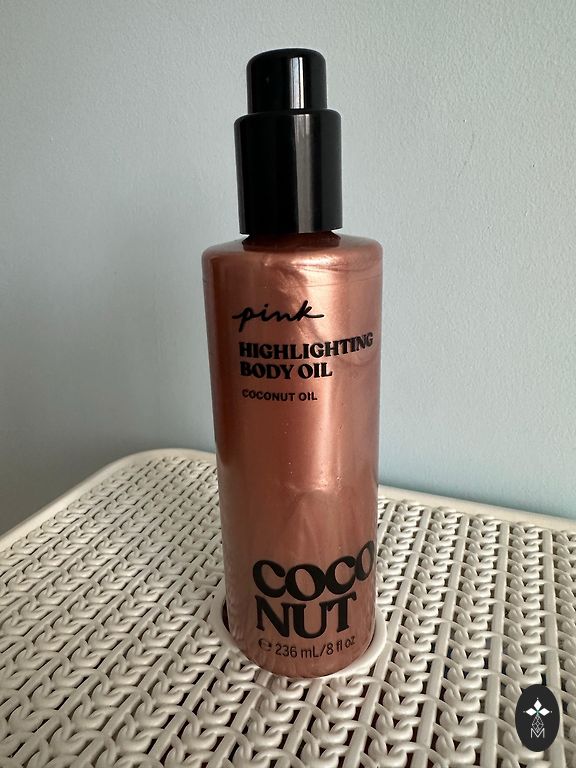 pink
HIGHLIGHTING
BODY OIL
COCONUT OIL
COCO
NUT
℮ 236 mL/8 fl oz